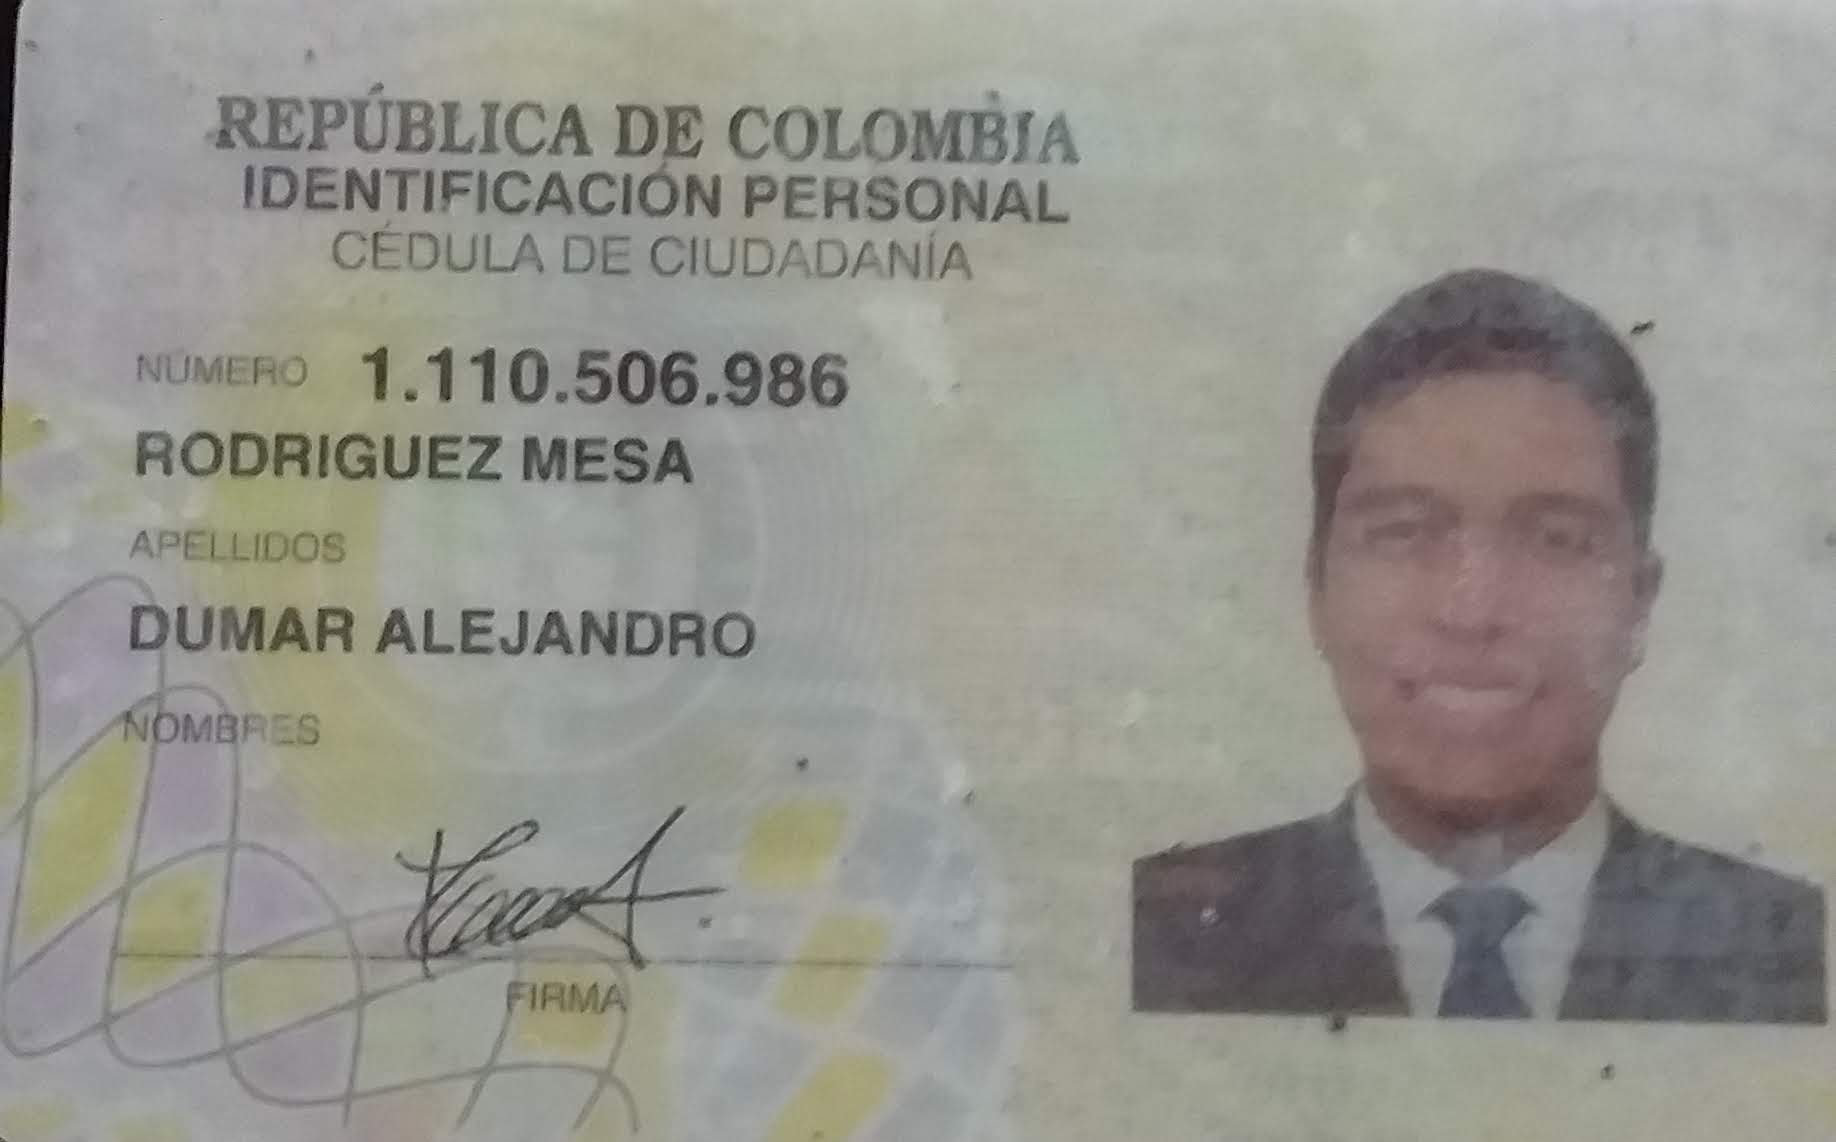 REPÚBLICA DE COLOMBIA
IDENTIFICACIÓN PERSONAL
CÉDULA DE CIUDADANÍA
NÚMERO 1.110.506.986
RODRIGUEZ MESA
APELLIDOS
DUMAR ALEJANDRO
NOMBRES
FIRMA